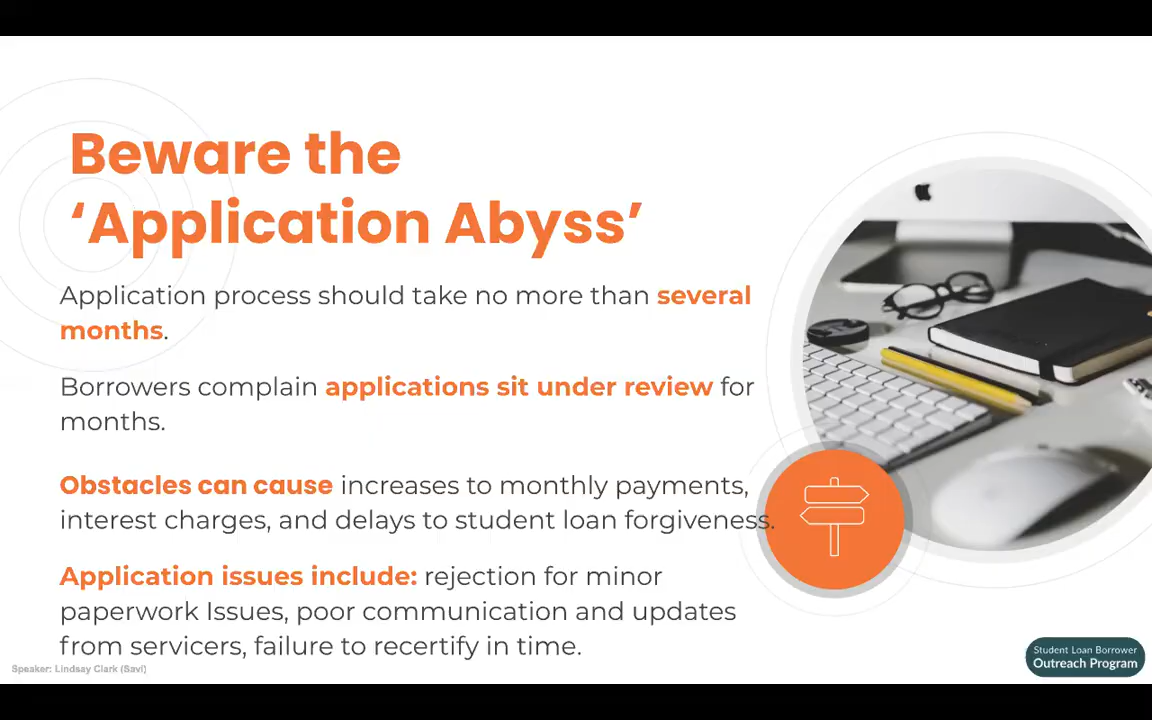 Beware the
‘Application Abyss’
Application process should take no more than several
months.
Borrowers complain applications sit under review for
months.
Obstacles can cause increases to monthly payments,
interest charges, and delays to student loan forgiveness.
Application issues include: rejection for minor
paperwork Issues, poor communication and updates
from servicers, failure to recertify in time.
Speaker: Lindsay Clark (Savi)
Student Loan Borrower
Outreach Program